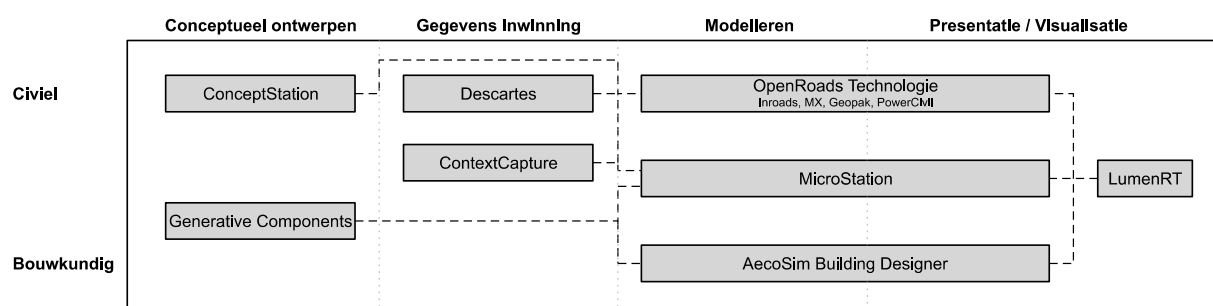 Conceptueel ontwerpen
Gegevens Inwinning
Modelleren
Presentatie / Visualisatie
Civiel
ConceptStation
Descartes
OpenRoads Technologie
Inroads, MX, Geopak, PowerCivil
ContextCapture
MicroStation
LumenRT
Generative Components
Bouwkundig
AecoSim Building Designer